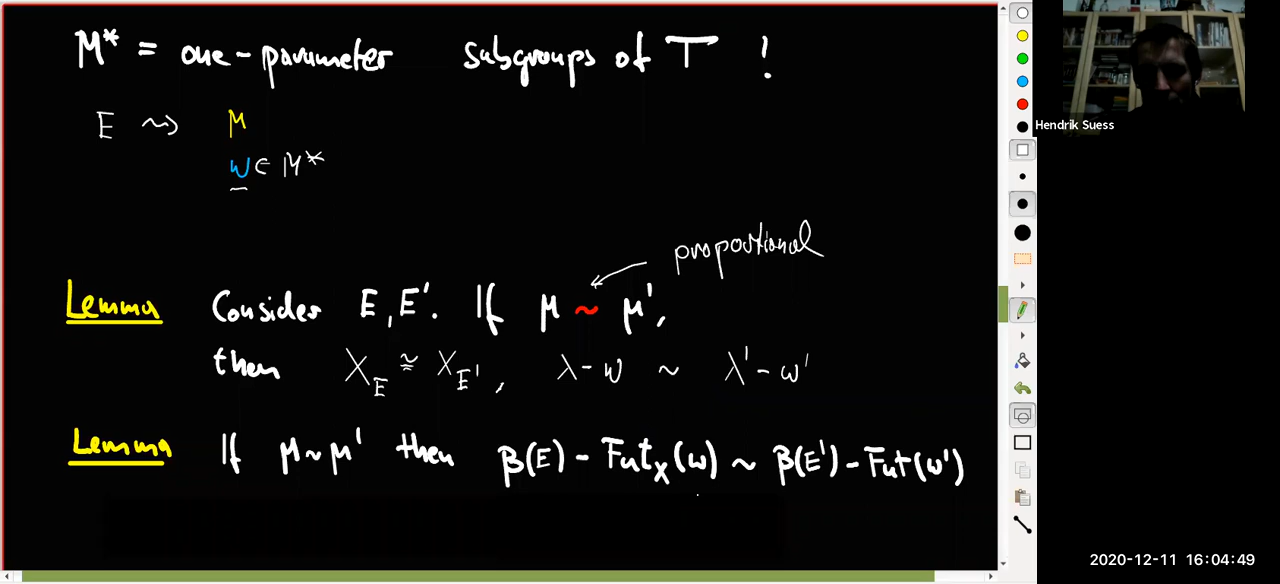 M* = one-parameter subgroups of T !
E ⇝ μ
w ∈ M*
proportional
Lemma Consider E, E'. If μ ~ μ',
then X_E ≅ X_E', λ - w ~ λ' - w'
Lemma If μ~μ' then β(E) - Fut_X(w) ~ β(E') - Fut(w')
Hendrik Suess
2020-12-11 16:04:49